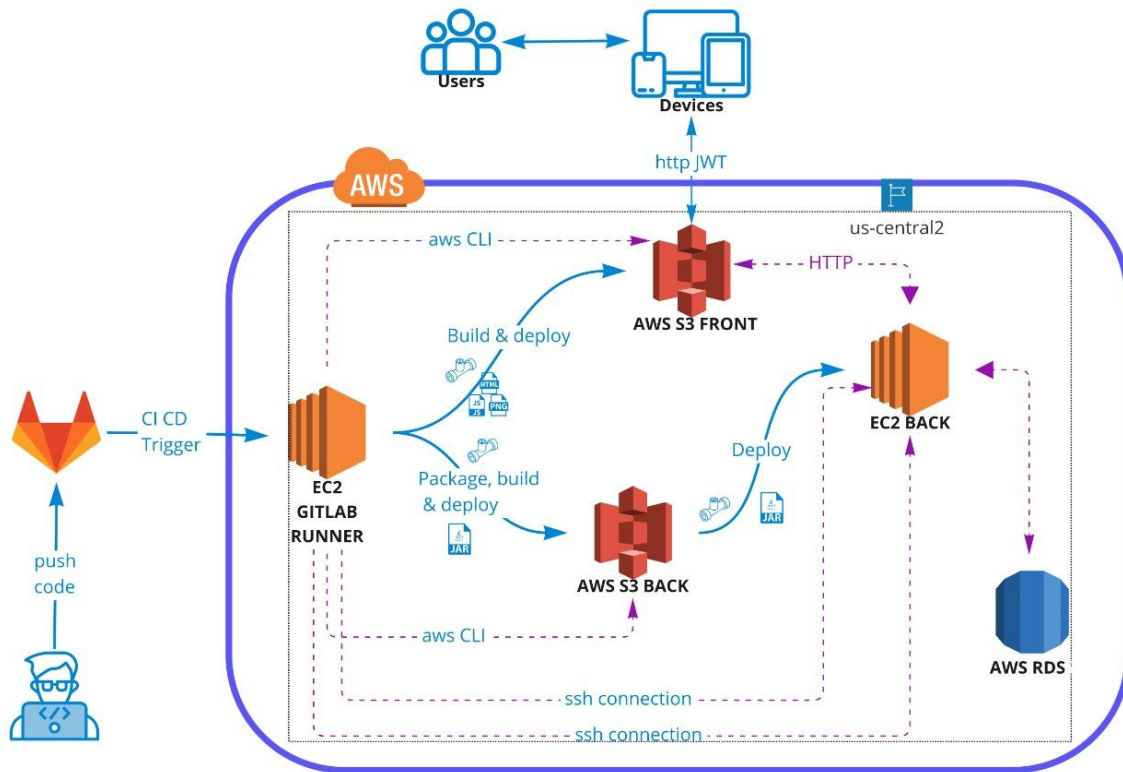 Users
Devices
http JWT
AWS
us-central2
aws CLI
HTTP
AWS S3 FRONT
Build & deploy
HTML
JS
JS
PNG
EC2 BACK
CI CD
Trigger
Deploy
Package, build
& deploy
EC2
GITLAB
RUNNER
JAR
JAR
push
code
AWS S3 BACK
aws CLI
AWS RDS
ssh connection
ssh connection